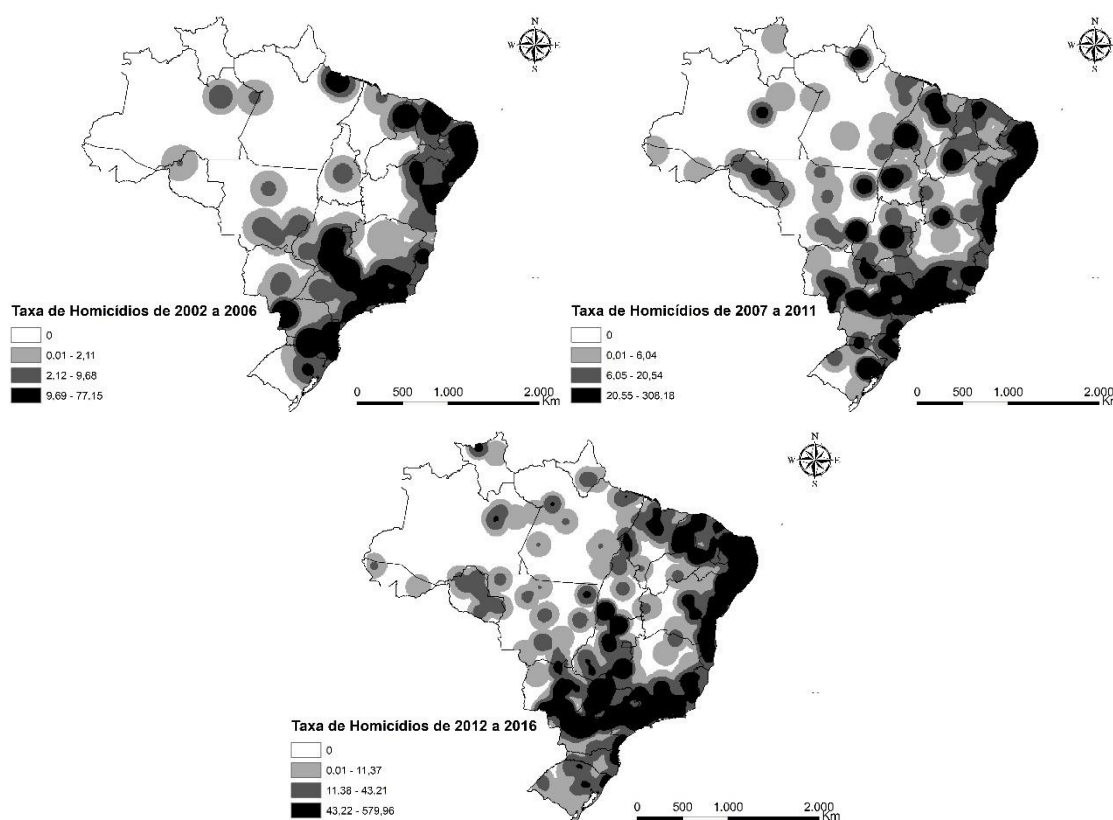 N
W E
S
Taxa de Homicídios de 2002 a 2006
0
0.01 - 2,11
2.12 - 9,68
9.69 - 77.15
0 500 1.000 2.000
Km
N
W E
S
Taxa de Homicídios de 2007 a 2011
0
0,01 - 6,04
6,05 - 20,54
20.55 - 308.18
0 500 1.000 2.000
Km
N
W E
S
Taxa de Homicídios de 2012 a 2016
0
0.01 - 11,37
11.38 - 43.21
43,22 - 579,96
0 500 1.000 2.000
Km